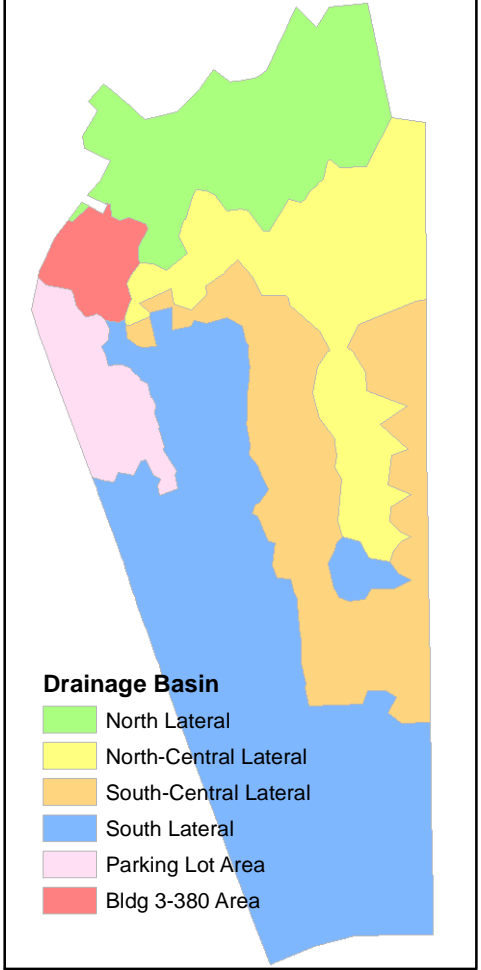 Drainage Basin
North Lateral
North-Central Lateral
South-Central Lateral
South Lateral
Parking Lot Area
Bldg 3-380 Area